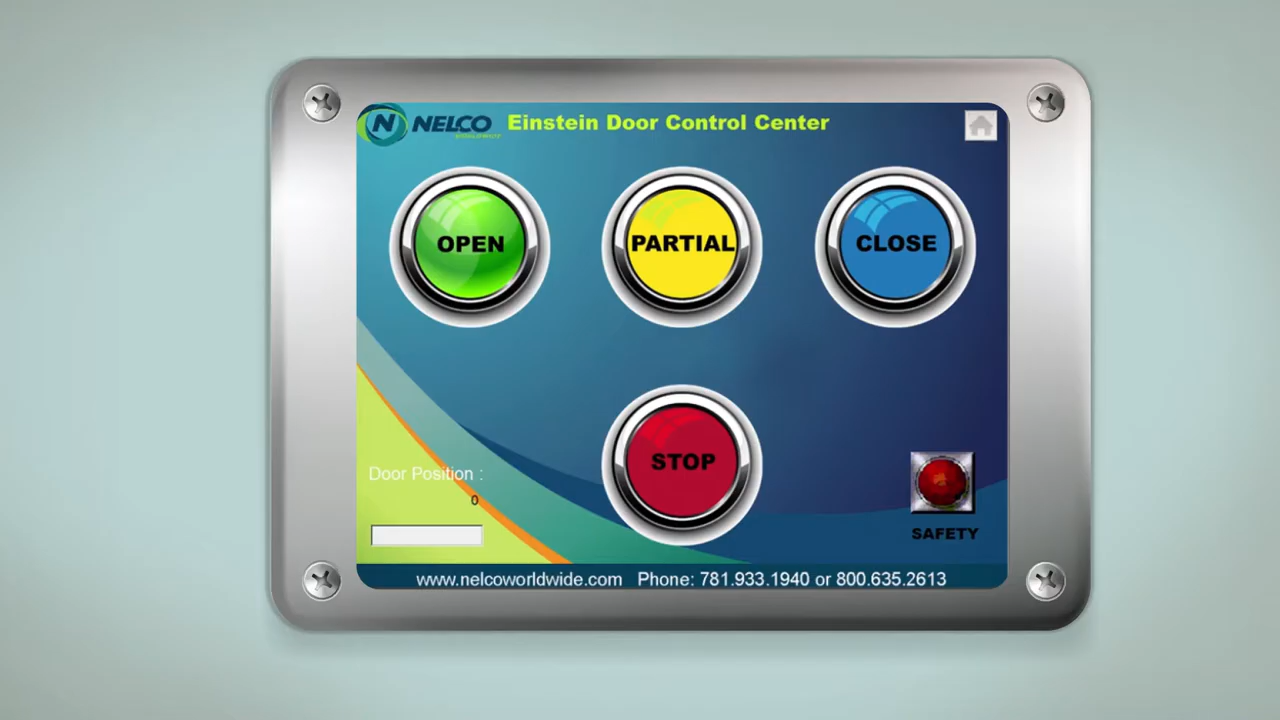 NELCO
Einstein Door Control Center
OPEN
PARTIAL
CLOSE
STOP
Door Position :
0
SAFETY
www.nelcoworldwide.com Phone: 781.933.1940 or 800.635.2613